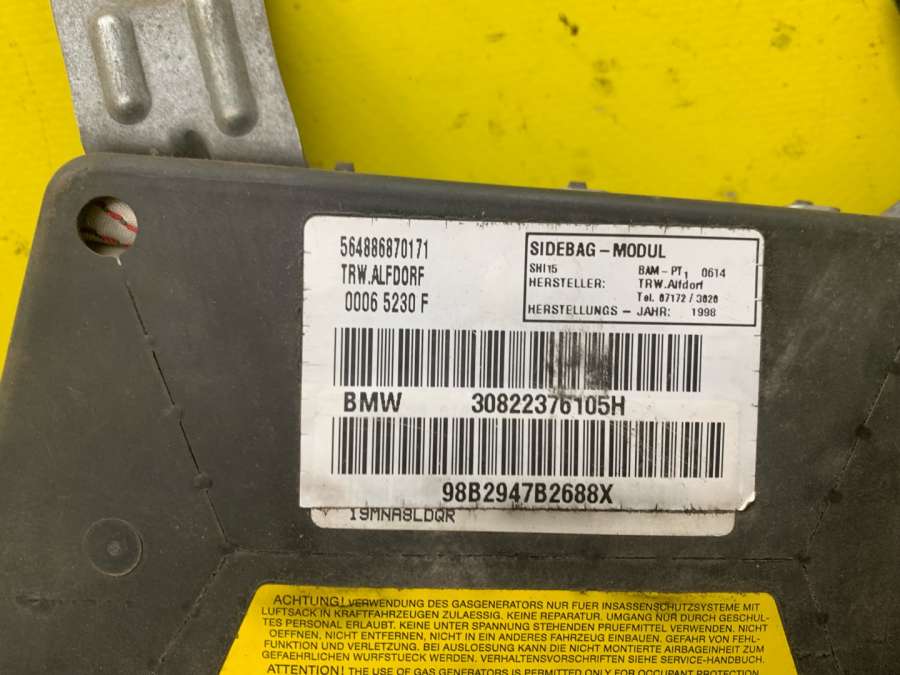 564886870171
TRW.ALFDORF
0006 5230 F
SIDEBAG - MODUL
SHI15 BAM - PT1 0614
HERSTELLER: TRW.Alfdorf
Tel. 07172 / 3020
HERSTELLUNGS - JAHR: 1998
BMW 30822376105H
98B2947B2688X
19MNA8LDQR
ACHTUNG! VERWENDUNG DES GASGENERATORS NUR FUER INSASSENSCHUTZSYSTEME MIT
LUFTSACK IN KRAFTFAHRZEUGEN ZULAESSIG. KEINE REPARATUR. UMGANG NUR DURCH GESCHUL-
TES PERSONAL ERLAUBT. KEINE UNTER SPANNUNG STEHENDEN PRUEFMITTEL VERWENDEN. NICHT
OEFFNEN, NICHT ENTFERNEN, NICHT IN EIN ANDERES FAHRZEUG EINBAUEN. GEFAHR VON FEHL-
FUNKTION UND VERLETZUNG. BEI AUSLOESUNG KANN DIE NICHT MONTIERTE AIRBAGEINHEIT ZUM
GEFAEHRLICHEN WURFSTUECK WERDEN. VERHALTENSVORSCHRIFTEN SIEHE SERVICE-HANDBUCH.
ATTENTION! THE USE OF GAS GENERATORS IS PERMITTED ONLY FOR OCCUPANT PROTECTION